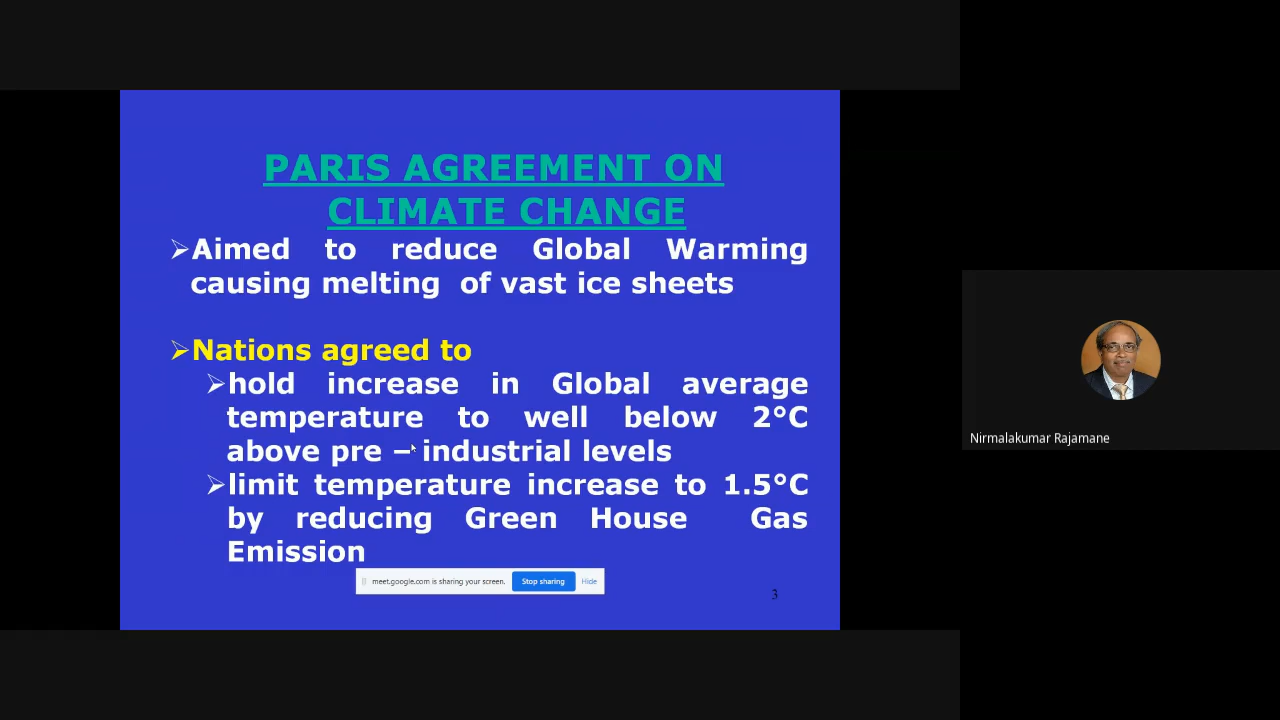 PARIS AGREEMENT ON
CLIMATE CHANGE
➢Aimed to reduce Global Warming
causing melting of vast ice sheets
➢Nations agreed to
➢hold increase in Global average
temperature to well below 2°C
above pre – industrial levels
➢limit temperature increase to 1.5°C
by reducing Green House Gas
Emission
meet.google.com is sharing your screen. Stop sharing Hide
3
Nirmalakumar Rajamane